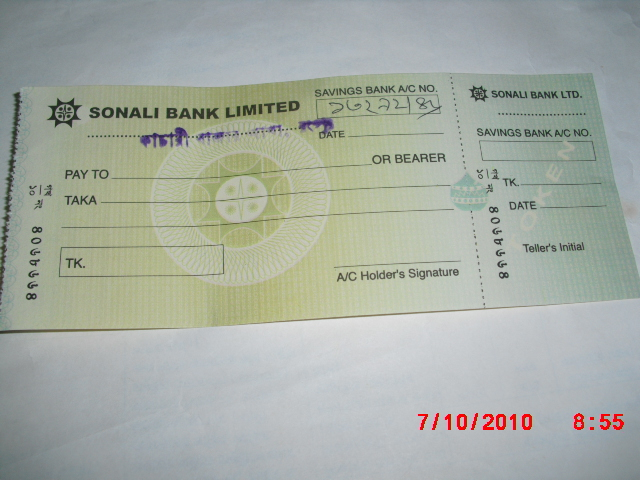 SONALI BANK LIMITED
কাচারী বাজার শাখা, রংপুর
SAVINGS BANK A/C NO.
DATE
PAY TO
OR BEARER
TAKA
TK.
A/C Holder's Signature
SONALI BANK LTD.
SAVINGS BANK A/C NO.
TK.
DATE
TOKEN
Teller's Initial
7/10/2010 8:55